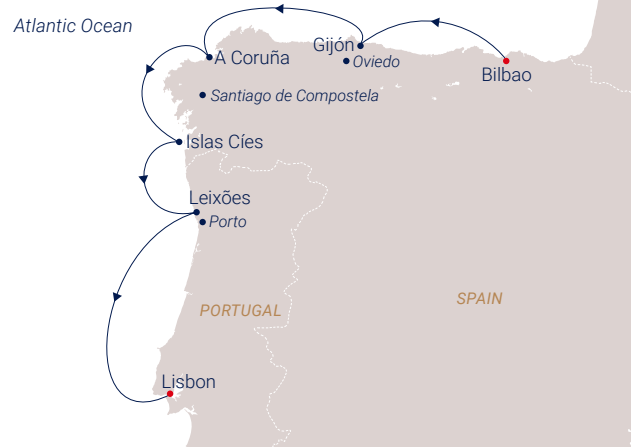 Atlantic Ocean
Gijón
A Coruña
Oviedo
Bilbao
Santiago de Compostela
Islas Cíes
Leixões
Porto
SPAIN
PORTUGAL
Lisbon